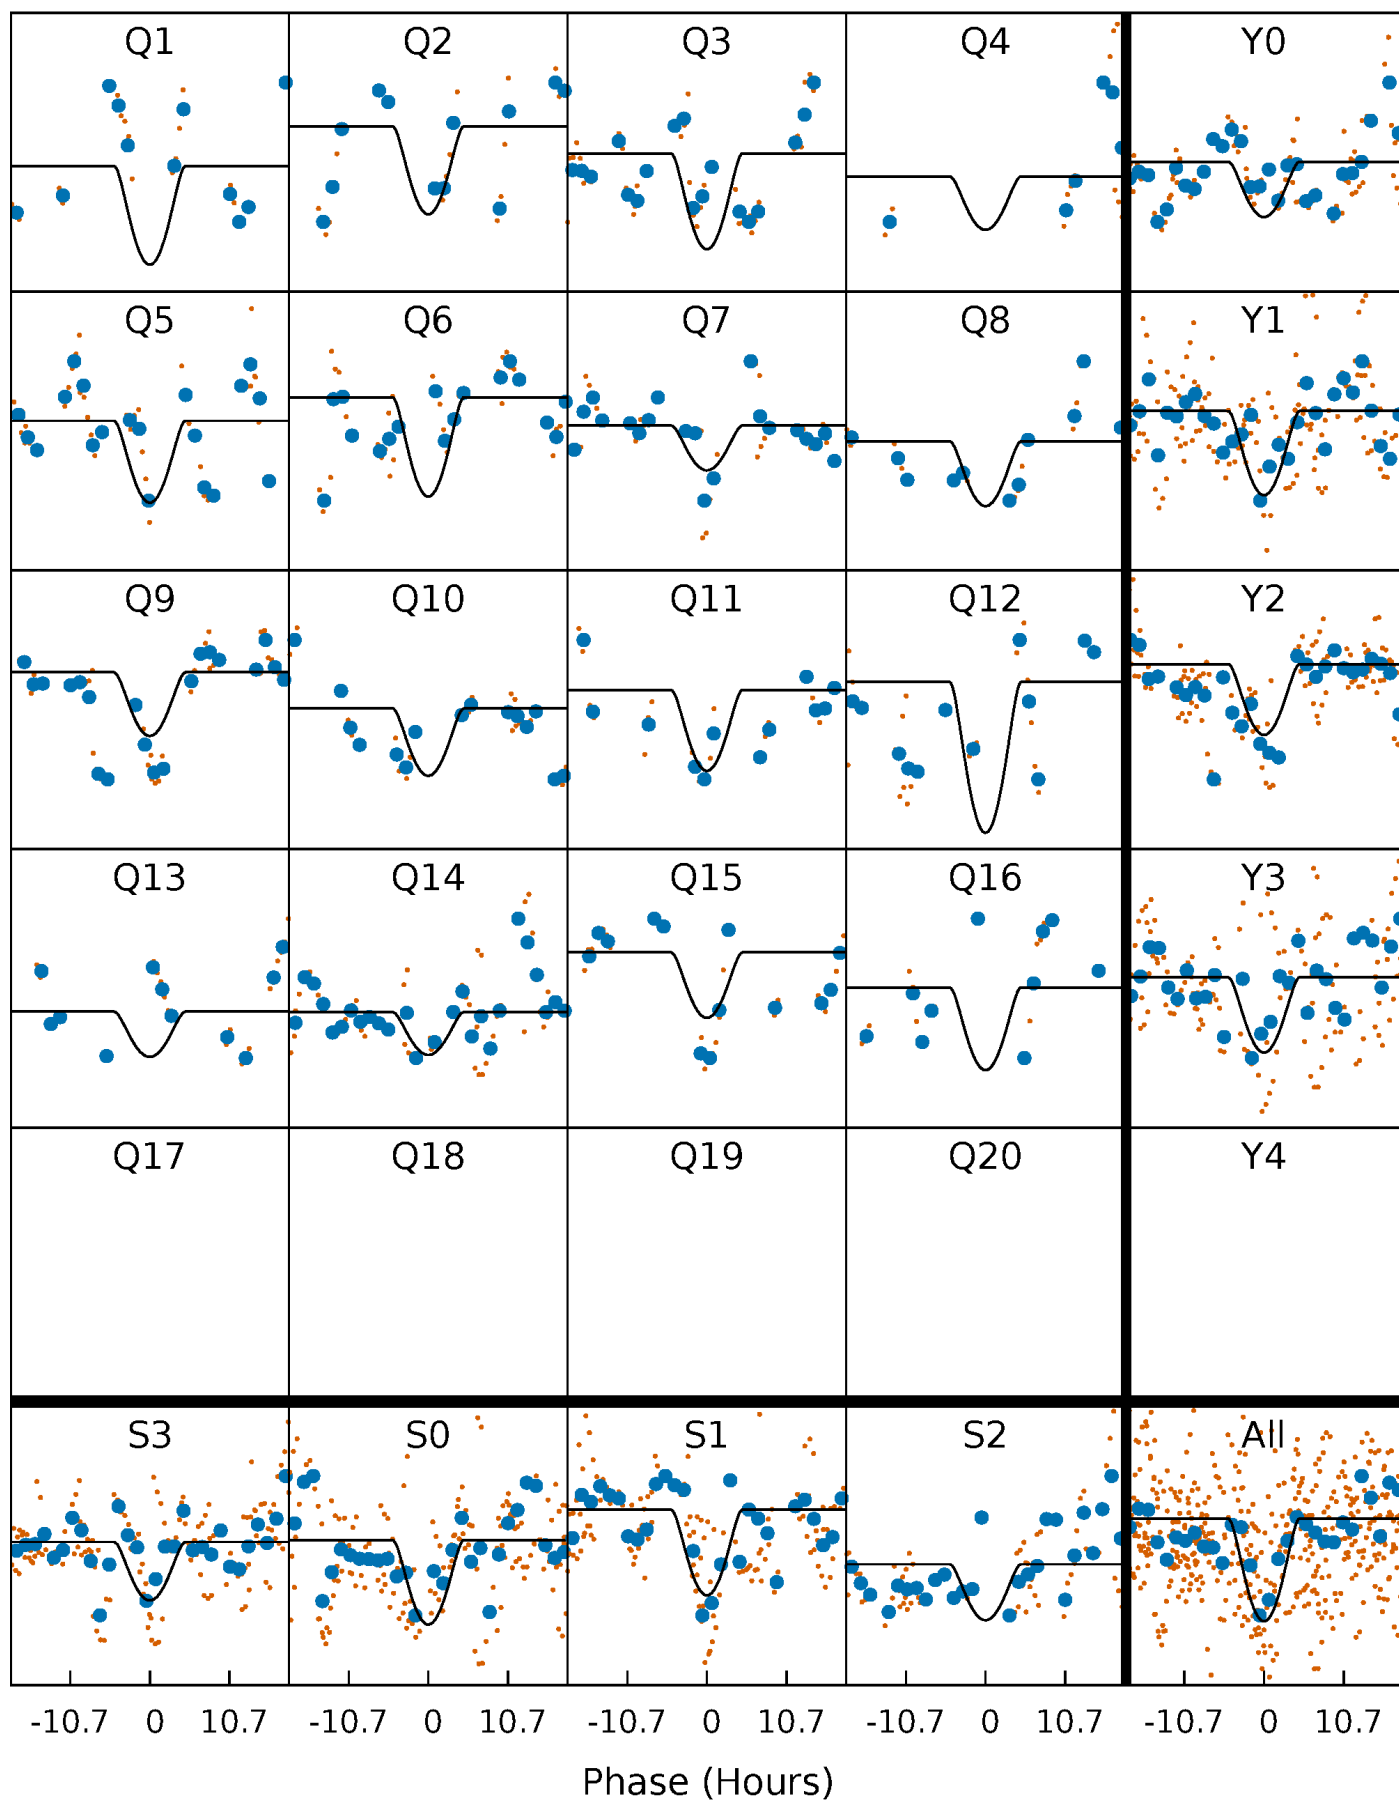 Q1 Q2 Q3 Q4 Y0
Q5 Q6 Q7 Q8 Y1
Q9 Q10 Q11 Q12 Y2
Q13 Q14 Q15 Q16 Y3
Q17 Q18 Q19 Q20 Y4
S3 S0 S1 S2 All
-10.7 0 10.7 -10.7 0 10.7 -10.7 0 10.7 -10.7 0 10.7 -10.7 0 10.7
Phase (Hours)